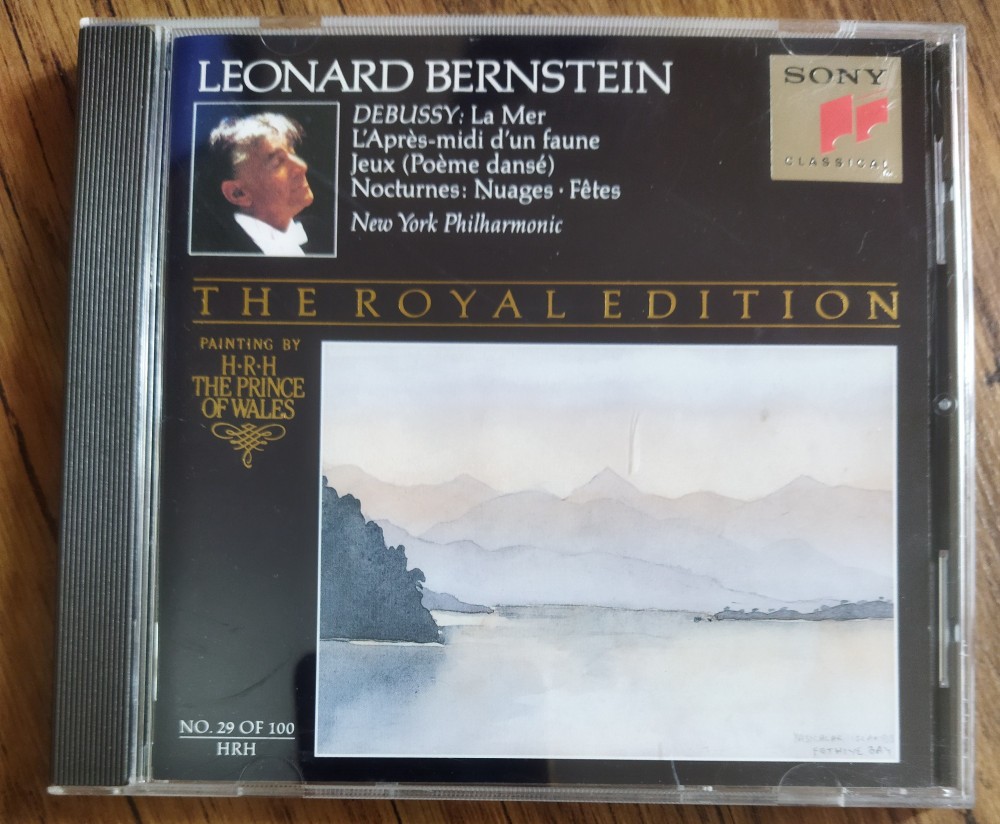 LEONARD BERNSTEIN
DEBUSSY: La Mer
L'Après-midi d'un faune
Jeux (Poème dansé)
Nocturnes: Nuages · Fêtes
New York Philharmonic
SONY
CLASSICAL
THE ROYAL EDITION
PAINTING BY
H·R·H
THE PRINCE
OF WALES
NO. 29 OF 100
HRH
BAY